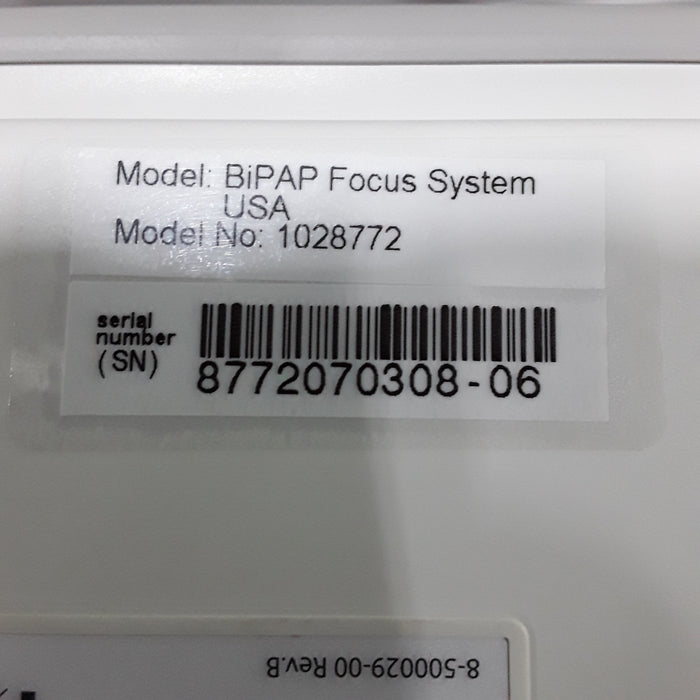 Model: BiPAP Focus System
USA
Model No: 1028772
serial
number
(SN)
8772070308-06
8-500029-00 Rev.B